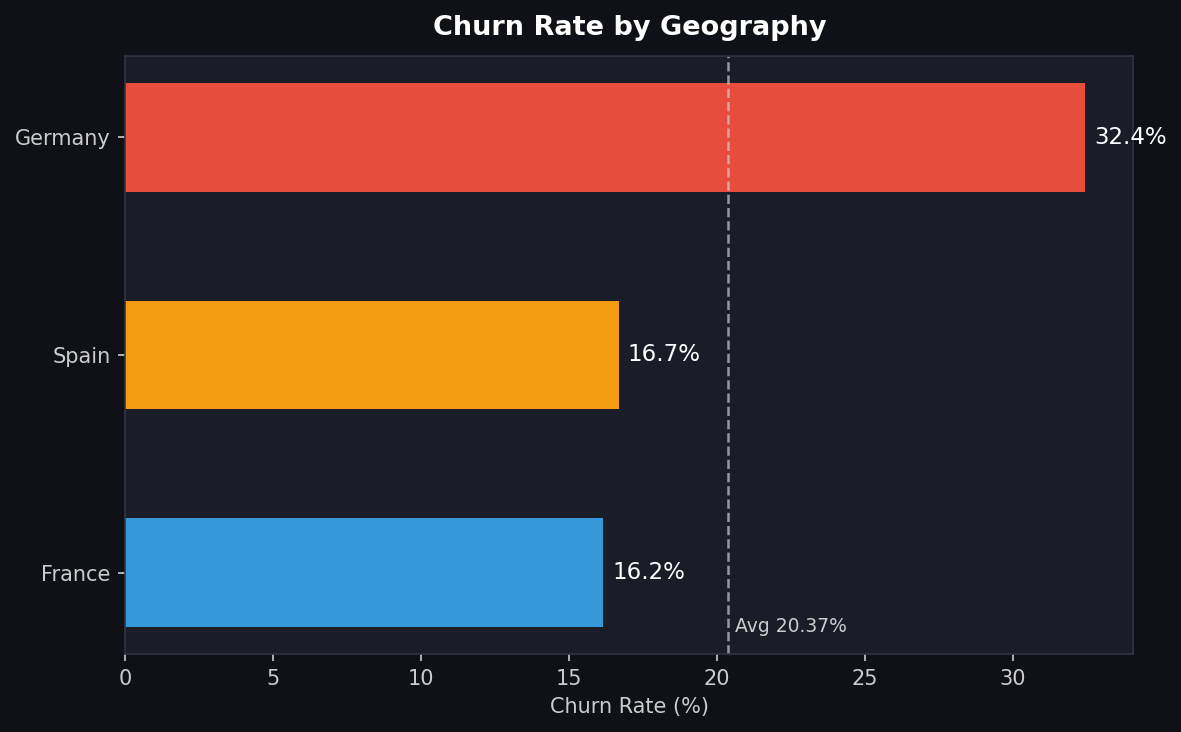 Churn Rate by Geography
Germany
32.4%
Spain
16.7%
France
16.2%
Avg 20.37%
0 5 10 15 20 25 30
Churn Rate (%)